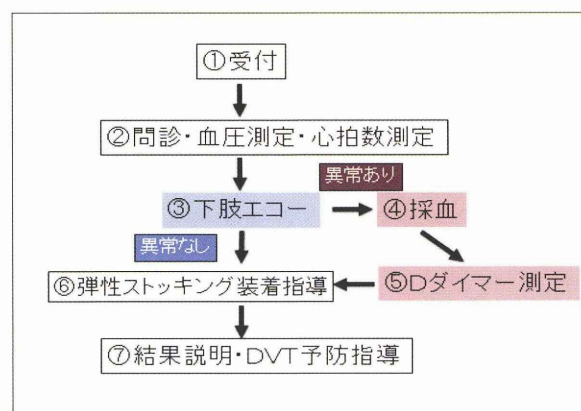 ①受付
②問診・血圧測定・心拍数測定
異常あり
③下肢エコー
④採血
異常なし
⑤Dダイマー測定
⑥弾性ストッキング装着指導
⑦結果説明・DVT予防指導